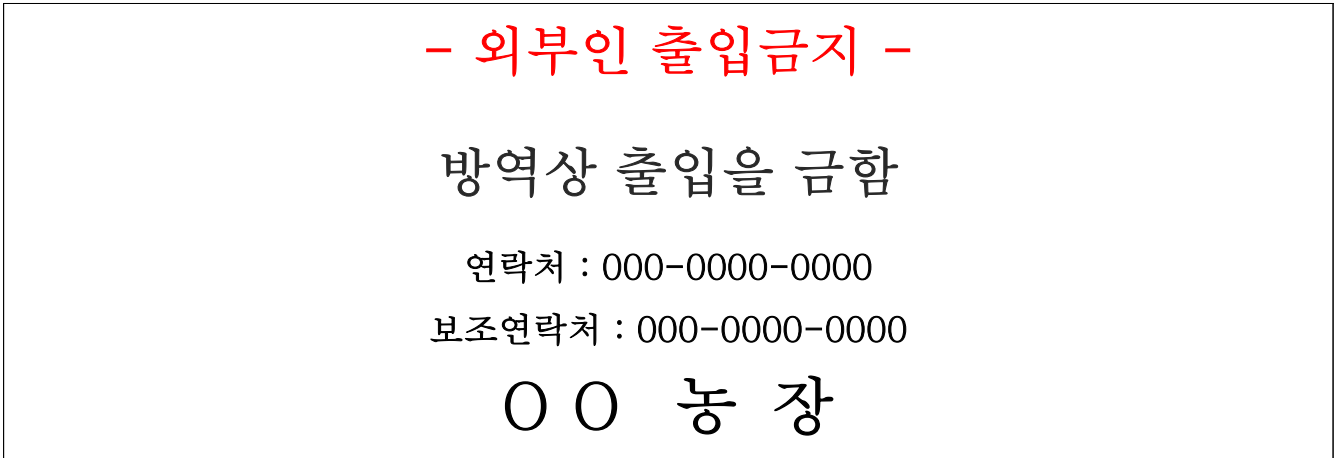 - 외부인 출입금지 -
방역상 출입을 금함
연락처 : 000-0000-0000
보조연락처 : 000-0000-0000
O O 농 장